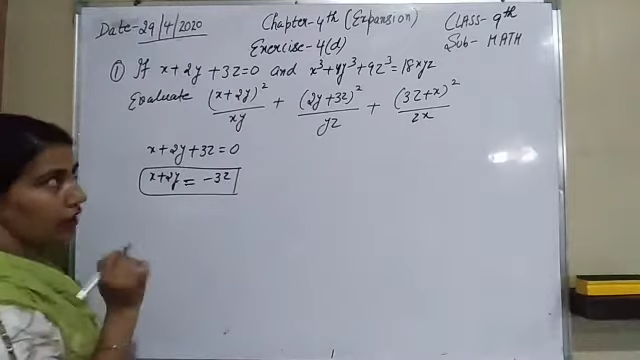 Date-29/4/2020
Chapter-4th (Expansion)
CLASS-9th
Exercise-4(d)
Sub-MATH
① If x+2y+3z=0 and x³+4y³+9z³=18xyz
Evaluate (x+2y)²/xy + (2y+3z)²/yz + (3z+x)²/zx
x+2y+3z=0
x+2y=-3z